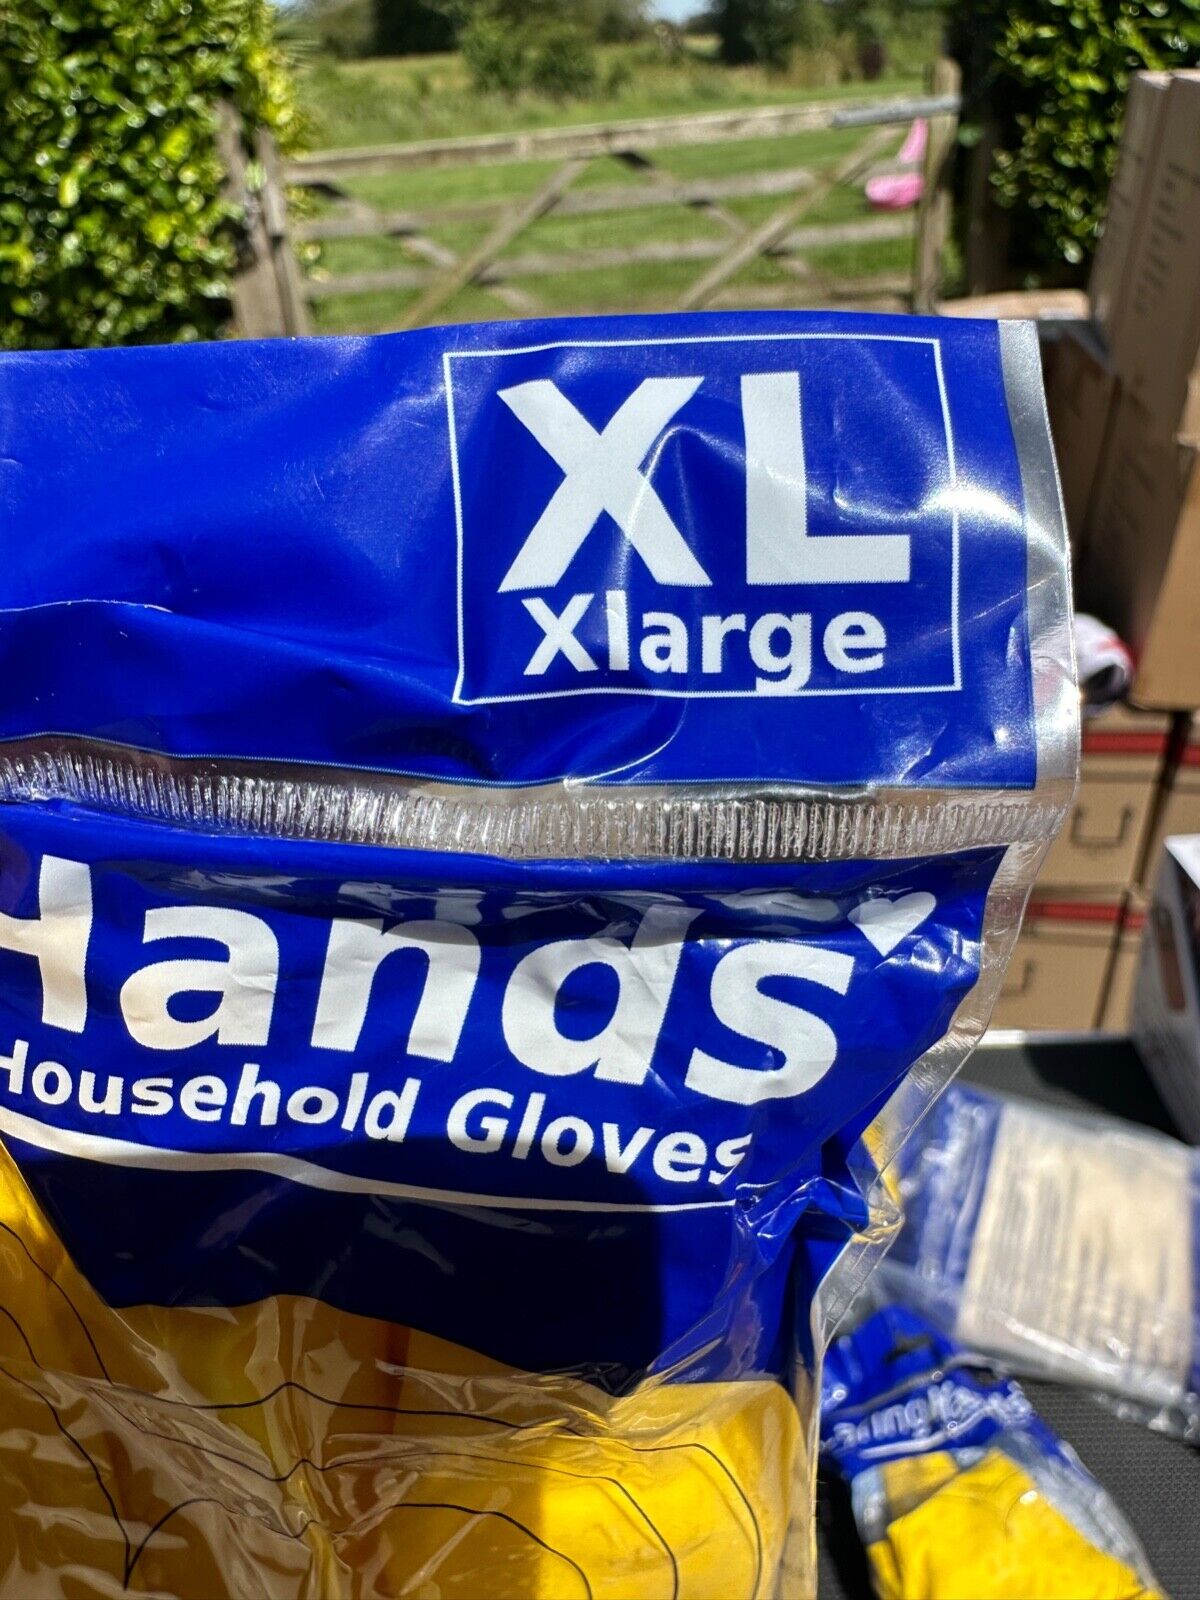 XL
Xlarge
Hands
Household Gloves